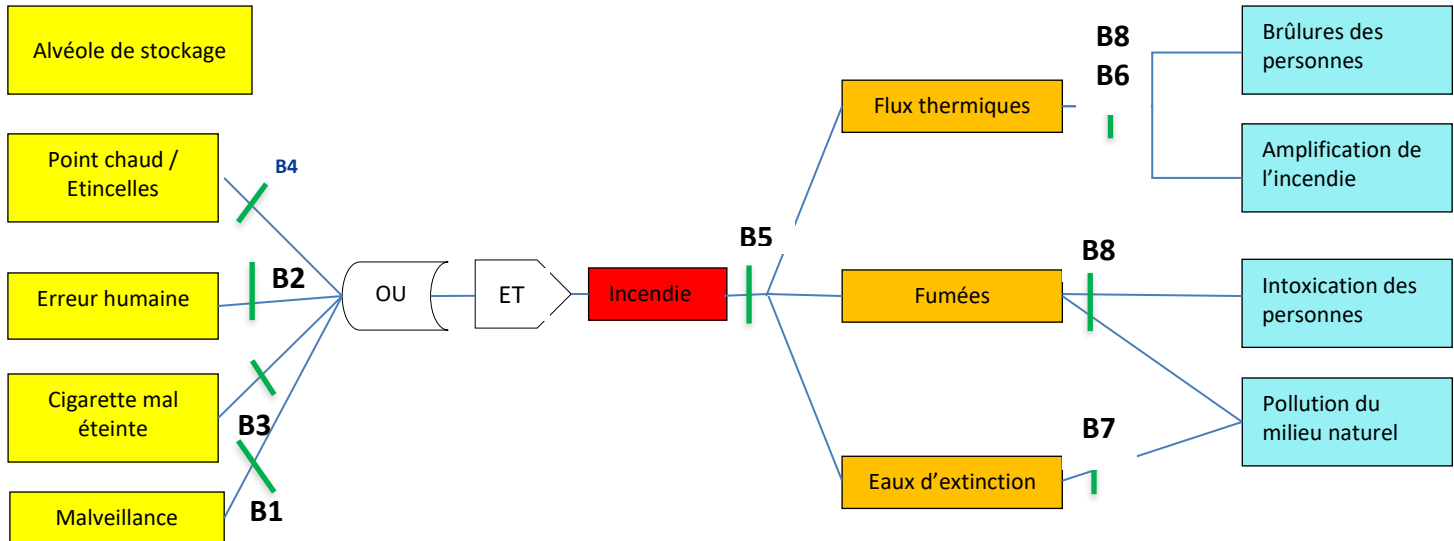 Alvéole de stockage
Point chaud /
Etincelles
Erreur humaine
Cigarette mal
éteinte
Malveillance
B4
B2
B3
B1
OU
ET
Incendie
B5
Flux thermiques
Fumées
Eaux d'extinction
B8
B6
B8
B7
Brûlures des
personnes
Amplification de
l'incendie
Intoxication des
personnes
Pollution du
milieu naturel